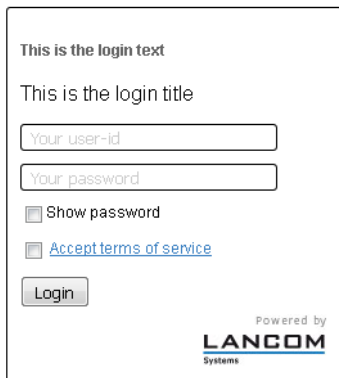 This is the login text
This is the login title
Your user-id
Your password
Show password
Accept terms of service
Login
Powered by
LANCOM
Systems